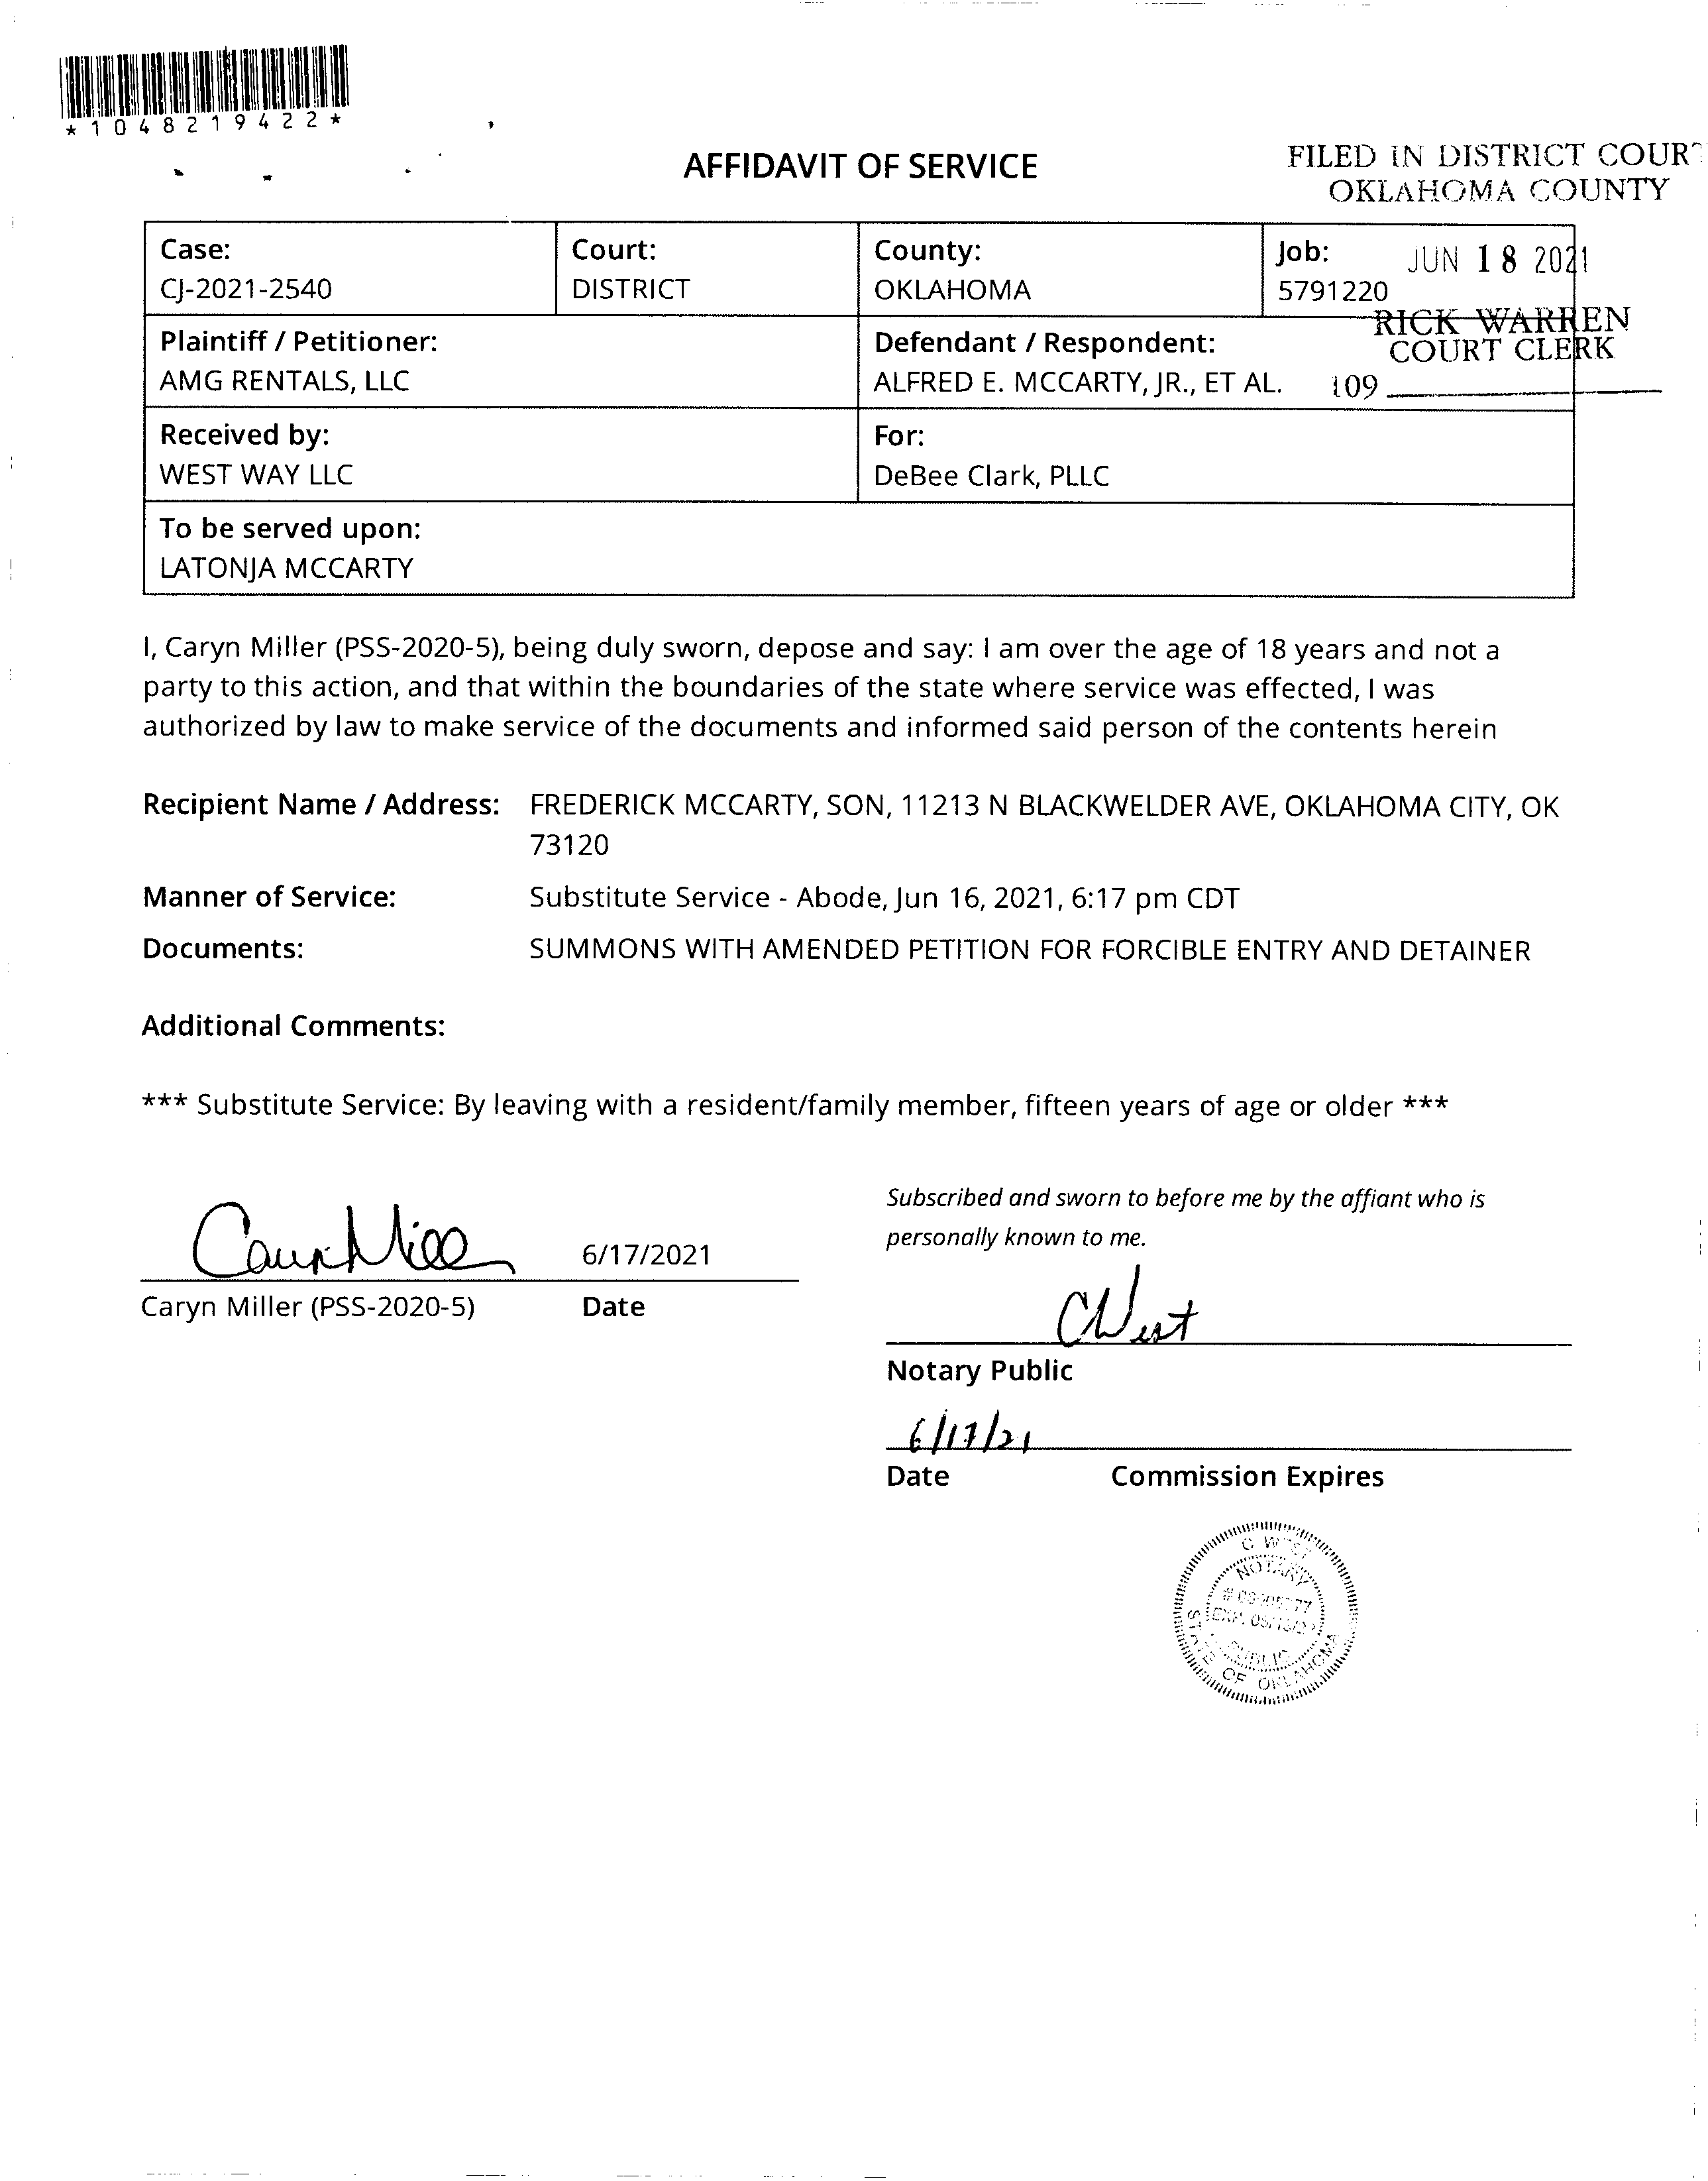 *1048219422*
AFFIDAVIT OF SERVICE
FILED IN DISTRICT COURT
OKLAHOMA COUNTY
JUN 18 2021
RICK WARREN
COURT CLERK
109
Case:
CJ-2021-2540
Court:
DISTRICT
County:
OKLAHOMA
Job:
5791220
Plaintiff / Petitioner:
AMG RENTALS, LLC
Defendant / Respondent:
ALFRED E. MCCARTY, JR., ET AL.
Received by:
WEST WAY LLC
For:
DeBee Clark, PLLC
To be served upon:
LATONJA MCCARTY
I, Caryn Miller (PSS-2020-5), being duly sworn, depose and say: I am over the age of 18 years and not a
party to this action, and that within the boundaries of the state where service was effected, I was
authorized by law to make service of the documents and informed said person of the contents herein
Recipient Name / Address: FREDERICK MCCARTY, SON, 11213 N BLACKWELDER AVE, OKLAHOMA CITY, OK
73120
Manner of Service: Substitute Service - Abode, Jun 16, 2021, 6:17 pm CDT
Documents: SUMMONS WITH AMENDED PETITION FOR FORCIBLE ENTRY AND DETAINER
Additional Comments:
*** Substitute Service: By leaving with a resident/family member, fifteen years of age or older ***
6/17/2021
Caryn Miller (PSS-2020-5) Date
Subscribed and sworn to before me by the affiant who is
personally known to me.
CWest
Notary Public
6/17/21
Date Commission Expires
C WEST
NOTARY
PUBLIC
STATE OF OKLAHOMA